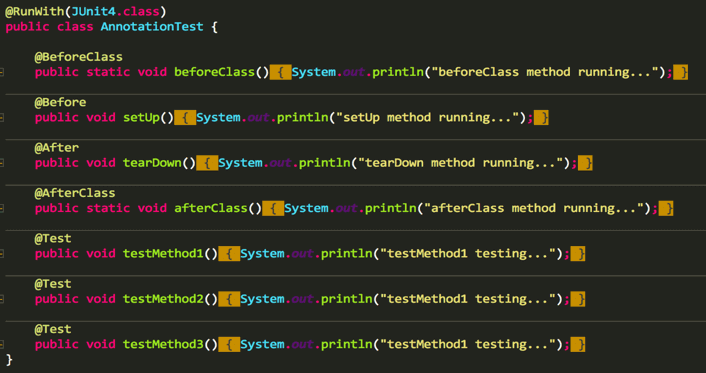 @RunWith(JUnit4.class)
public class AnnotationTest {
@BeforeClass
public static void beforeClass() { System.out.println("beforeClass method running..."); }
@Before
public void setUp() { System.out.println("setUp method running..."); }
@After
public void tearDown() { System.out.println("tearDown method running..."); }
@AfterClass
public static void afterClass() { System.out.println("afterClass method running..."); }
@Test
public void testMethod1() { System.out.println("testMethod1 testing..."); }
@Test
public void testMethod2() { System.out.println("testMethod1 testing..."); }
@Test
public void testMethod3() { System.out.println("testMethod1 testing..."); }
}